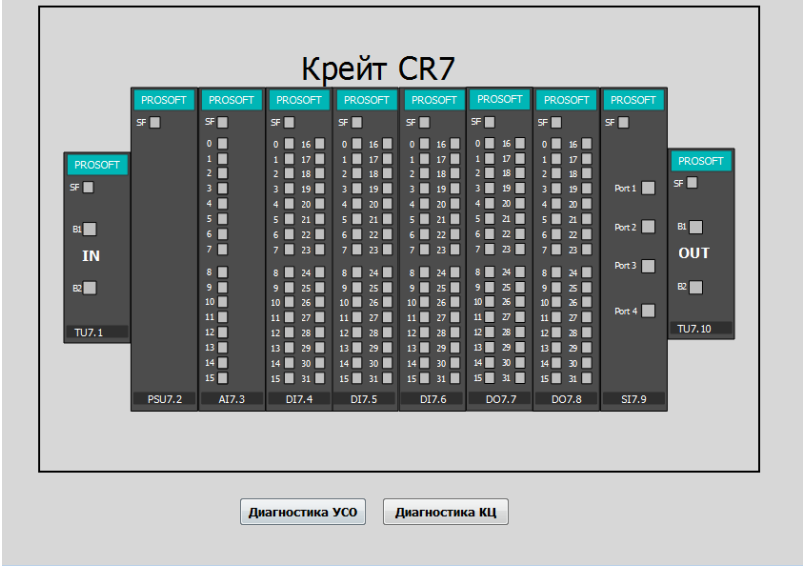 Крейт CR7
PROSOFT PROSOFT PROSOFT PROSOFT PROSOFT PROSOFT PROSOFT PROSOFT
SF SF SF SF SF SF SF SF
0 0 16 0 16 0 16 0 16 0 16
1 1 17 1 17 1 17 1 17 1 17
PROSOFT PROSOFT
2 2 18 2 18 2 18 2 18 2 18
SF 3 3 19 3 19 3 19 3 19 3 19 Port 1 SF
4 4 20 4 20 4 20 4 20 4 20
5 5 21 5 21 5 21 5 21 5 21
B1 6 6 22 6 22 6 22 6 22 6 22 Port 2 B1
IN 7 7 23 7 23 7 23 7 23 7 23 OUT
8 8 24 8 24 8 24 8 24 8 24 Port 3
B2 9 9 25 9 25 9 25 9 25 9 25 B2
10 10 26 10 26 10 26 10 26 10 26
11 11 27 11 27 11 27 11 27 11 27 Port 4
TU7.1 12 12 28 12 28 12 28 12 28 12 28 TU7.10
13 13 29 13 29 13 29 13 29 13 29
14 14 30 14 30 14 30 14 30 14 30
15 15 31 15 31 15 31 15 31 15 31
PSU7.2 AI7.3 DI7.4 DI7.5 DI7.6 DO7.7 DO7.8 SI7.9
Диагностика УСО Диагностика КЦ